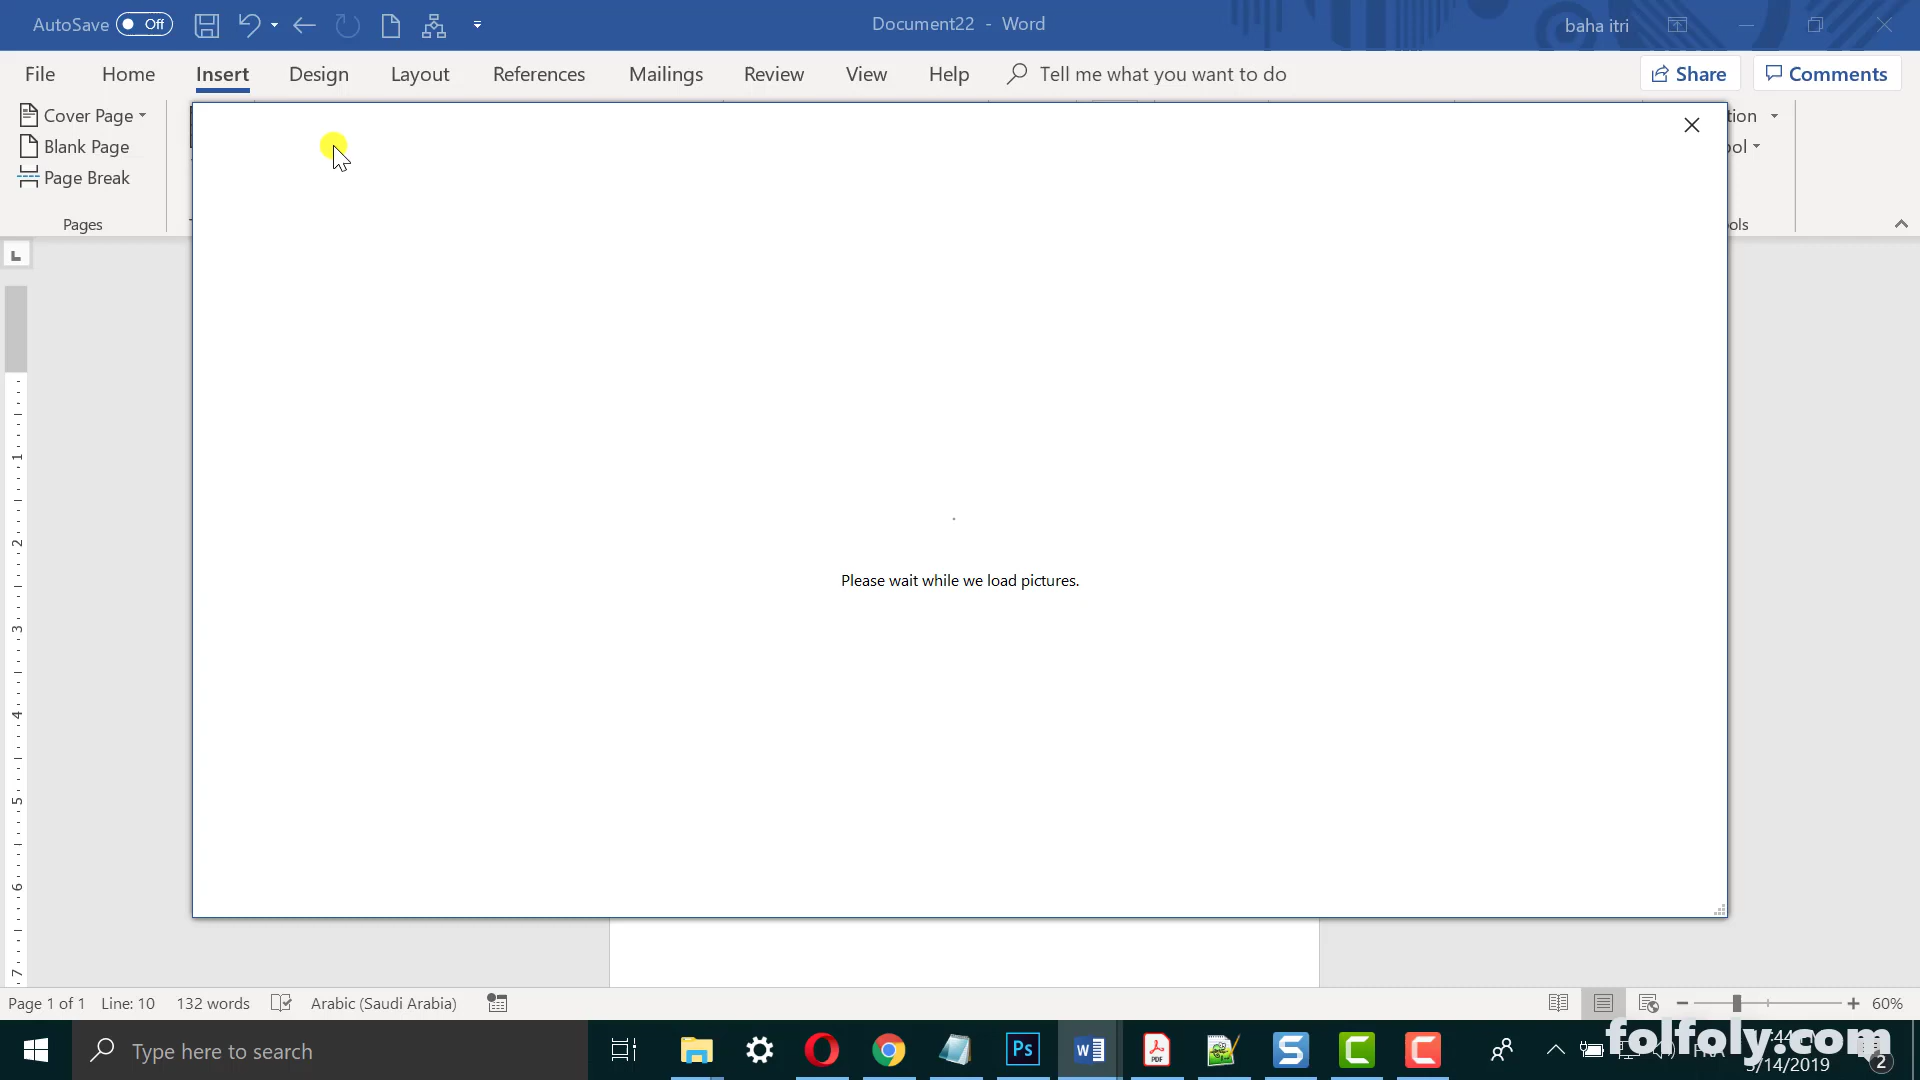 AutoSave Off
Document22 - Word
baha itri
File Home Insert Design Layout References Mailings Review View Help Tell me what you want to do Share Comments
Cover Page
Blank Page
Page Break
Pages
Please wait while we load pictures.
Page 1 of 1 Line: 10 132 words Arabic (Saudi Arabia) 60%
Type here to search
Ps
folfoly.com
5/14/2019
2